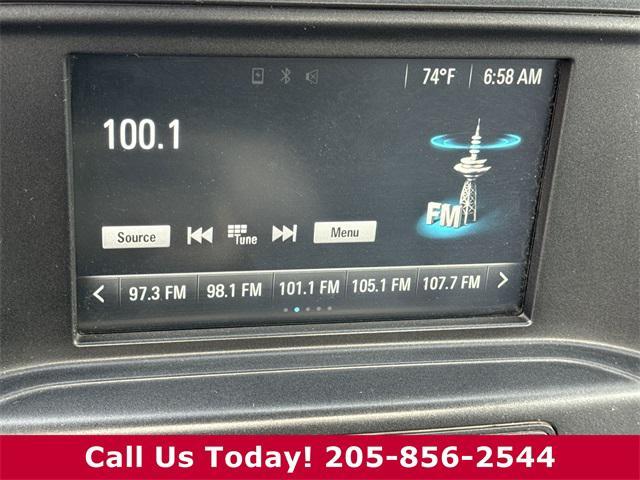 74°F 6:58 AM
100.1
FM
Source Tune Menu
97.3 FM 98.1 FM 101.1 FM 105.1 FM 107.7 FM
Call Us Today! 205-856-2544